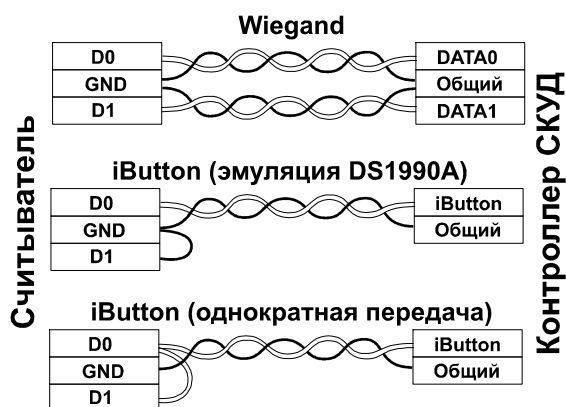 Wiegand
D0 DATA0
GND Общий
D1 DATA1
iButton (эмуляция DS1990A)
D0 iButton
GND Общий
D1
iButton (однократная передача)
D0 iButton
GND Общий
D1
Считыватель
Контроллер СКУД